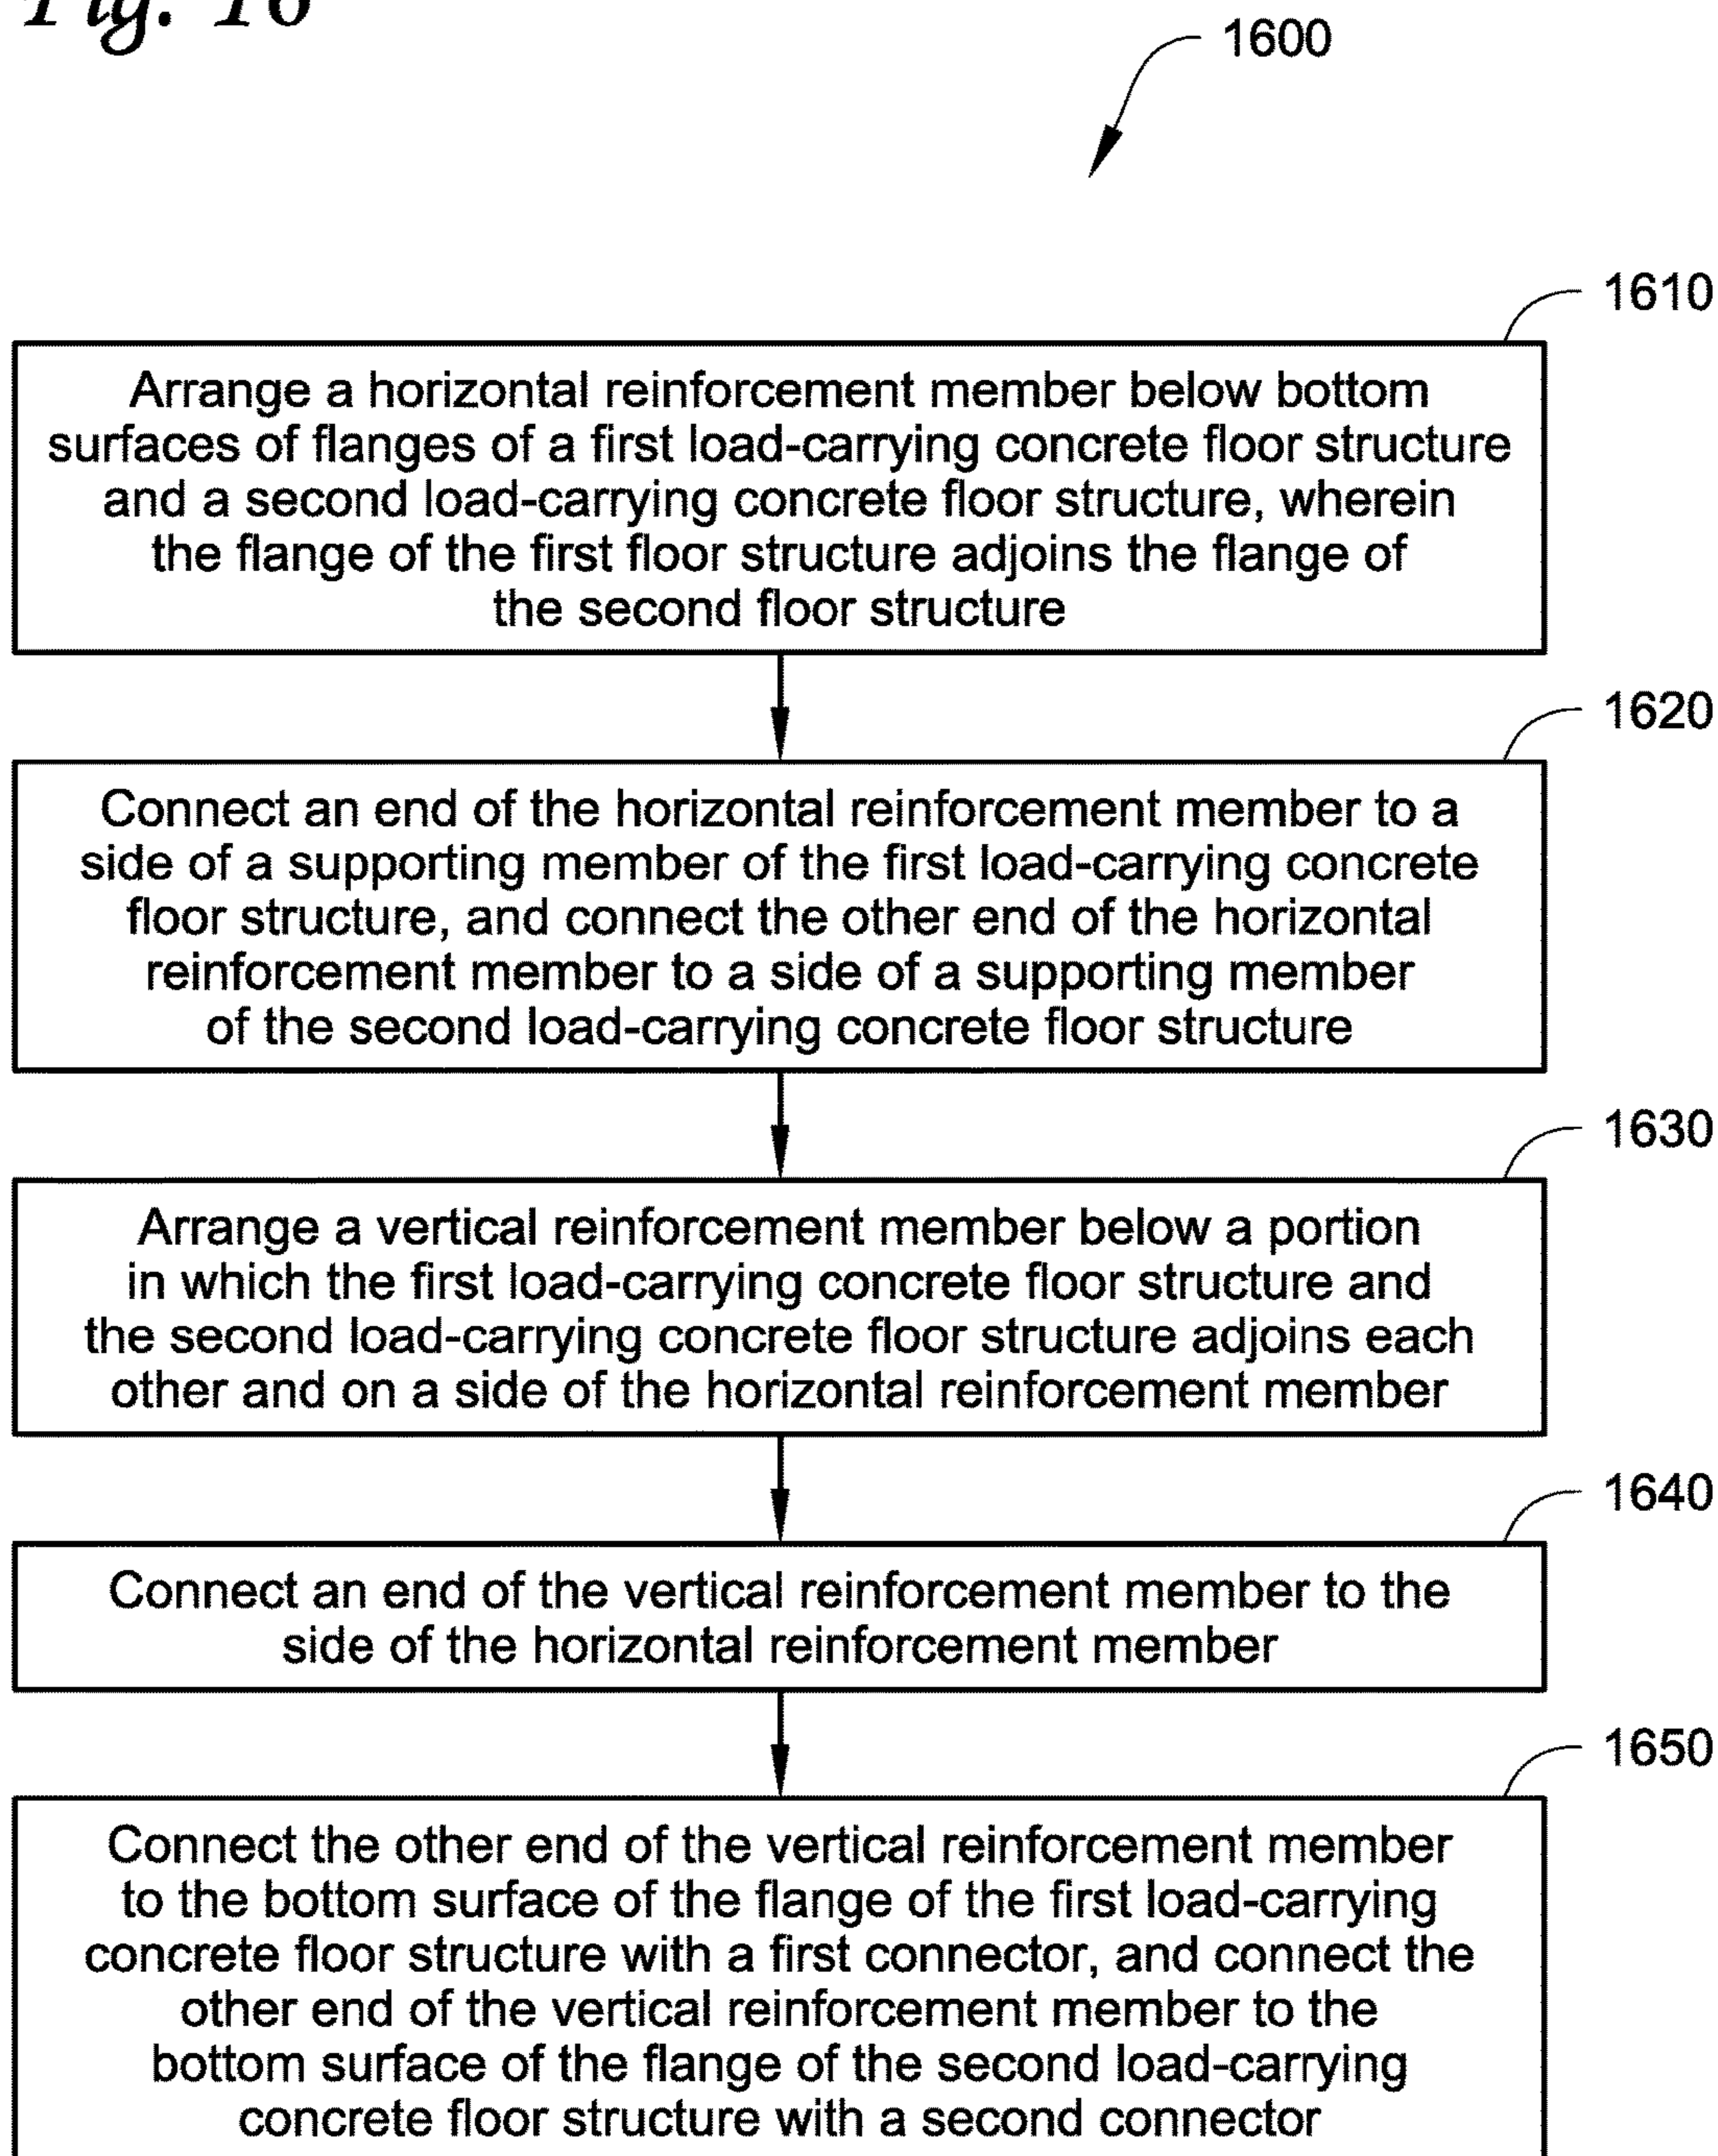 Fig. 16
1600
1610
Arrange a horizontal reinforcement member below bottom
surfaces of flanges of a first load-carrying concrete floor structure
and a second load-carrying concrete floor structure, wherein
the flange of the first floor structure adjoins the flange of
the second floor structure
1620
Connect an end of the horizontal reinforcement member to a
side of a supporting member of the first load-carrying concrete
floor structure, and connect the other end of the horizontal
reinforcement member to a side of a supporting member
of the second load-carrying concrete floor structure
1630
Arrange a vertical reinforcement member below a portion
in which the first load-carrying concrete floor structure and
the second load-carrying concrete floor structure adjoins each
other and on a side of the horizontal reinforcement member
1640
Connect an end of the vertical reinforcement member to the
side of the horizontal reinforcement member
1650
Connect the other end of the vertical reinforcement member
to the bottom surface of the flange of the first load-carrying
concrete floor structure with a first connector, and connect the
other end of the vertical reinforcement member to the
bottom surface of the flange of the second load-carrying
concrete floor structure with a second connector